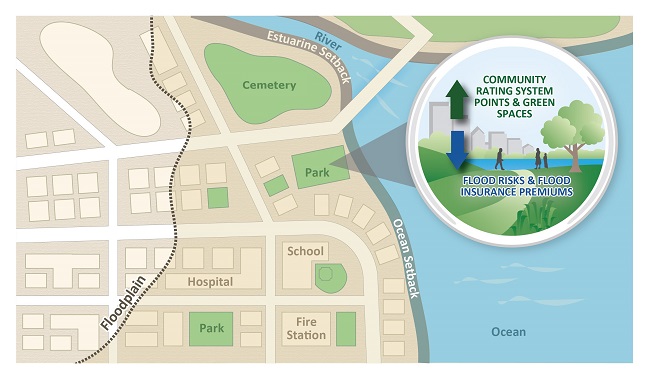 River
Estuarine Setback
Cemetery
COMMUNITY
RATING SYSTEM
POINTS & GREEN
SPACES
FLOOD RISKS & FLOOD
INSURANCE PREMIUMS
Park
Ocean Setback
School
Hospital
Floodplain
Park
Fire
Station
Ocean